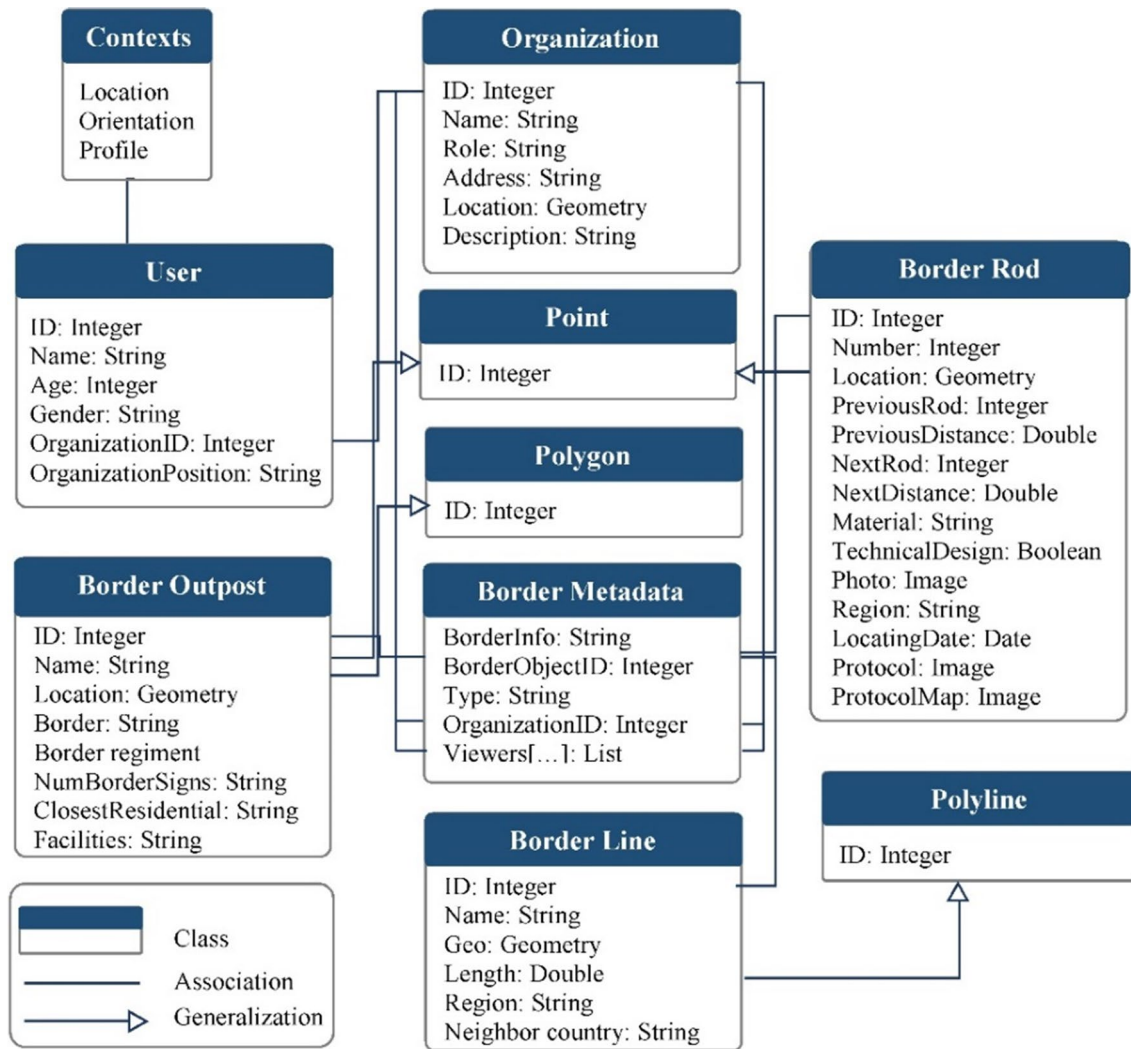 Contexts
Location
Orientation
Profile
Organization
ID: Integer
Name: String
Role: String
Address: String
Location: Geometry
Description: String
User
ID: Integer
Name: String
Age: Integer
Gender: String
OrganizationID: Integer
OrganizationPosition: String
Point
ID: Integer
Polygon
ID: Integer
Border Rod
ID: Integer
Number: Integer
Location: Geometry
PreviousRod: Integer
PreviousDistance: Double
NextRod: Integer
NextDistance: Double
Material: String
TechnicalDesign: Boolean
Photo: Image
Region: String
LocatingDate: Date
Protocol: Image
ProtocolMap: Image
Border Outpost
ID: Integer
Name: String
Location: Geometry
Border: String
Border regiment
NumBorderSigns: String
ClosestResidential: String
Facilities: String
Border Metadata
BorderInfo: String
BorderObjectID: Integer
Type: String
OrganizationID: Integer
Viewers[...]: List
Border Line
ID: Integer
Name: String
Geo: Geometry
Length: Double
Region: String
Neighbor country: String
Polyline
ID: Integer
Class
Association
Generalization